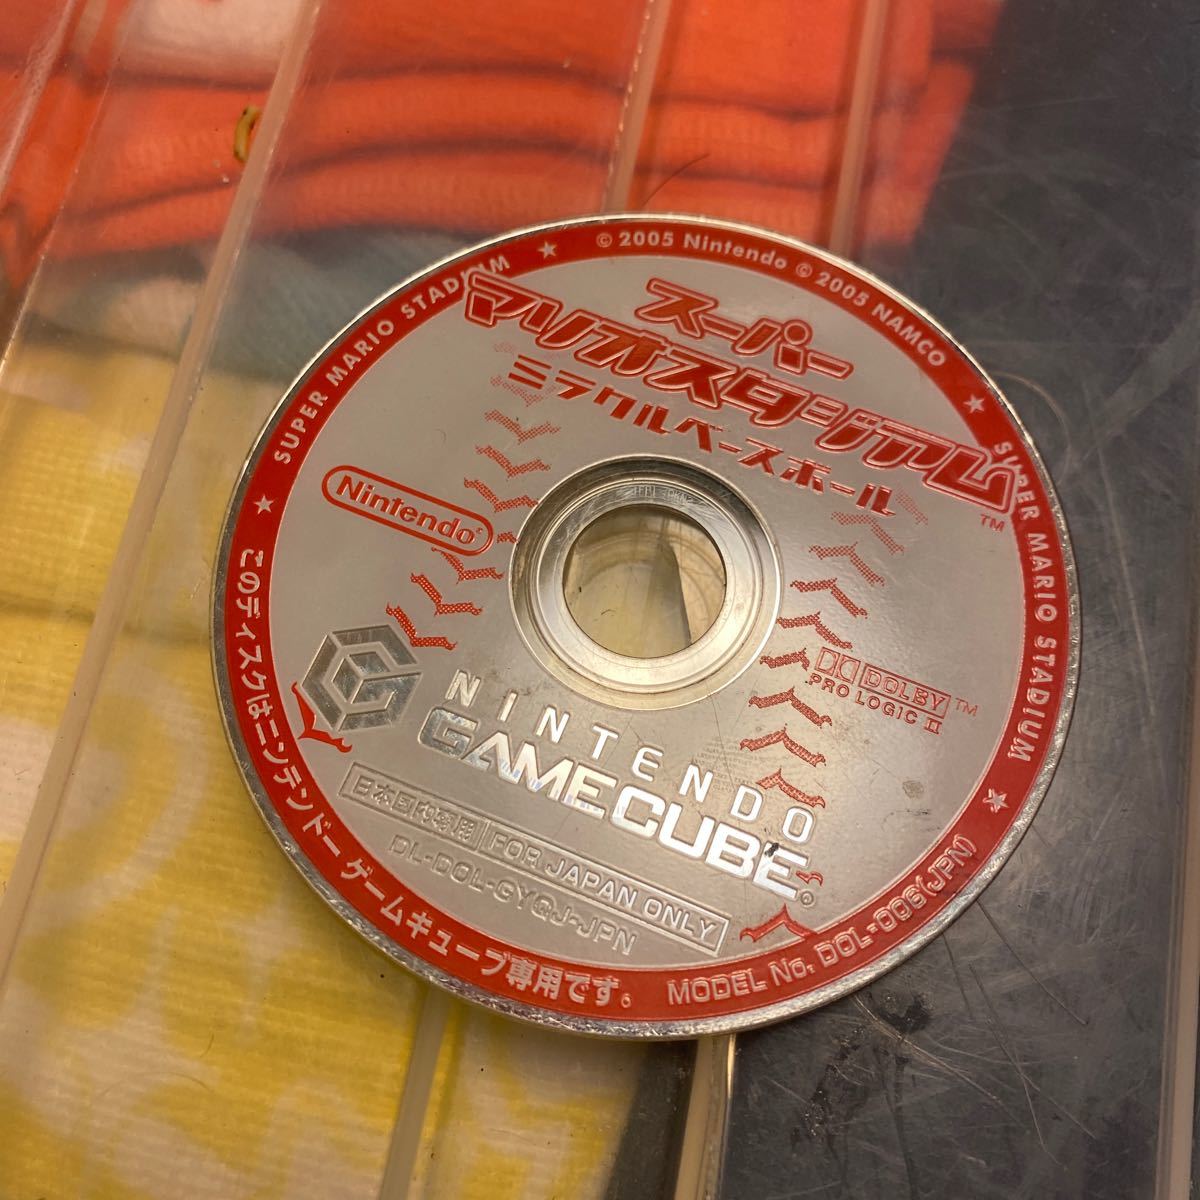 © 2005 Nintendo © 2005 NAMCO
SUPER MARIO STADIUM
スーパー
マリオスタジアム™
ミラクルベースボール
Nintendo
SUPER MARIO STADIUM
DOLBY™
PRO LOGIC II
NINTENDO
GAMECUBE
日本国内専用 FOR JAPAN ONLY
DL-DOL-GYQJ-JPN
このディスクはニンテンドー ゲームキューブ専用です。
MODEL No. DOL-006(JPN)